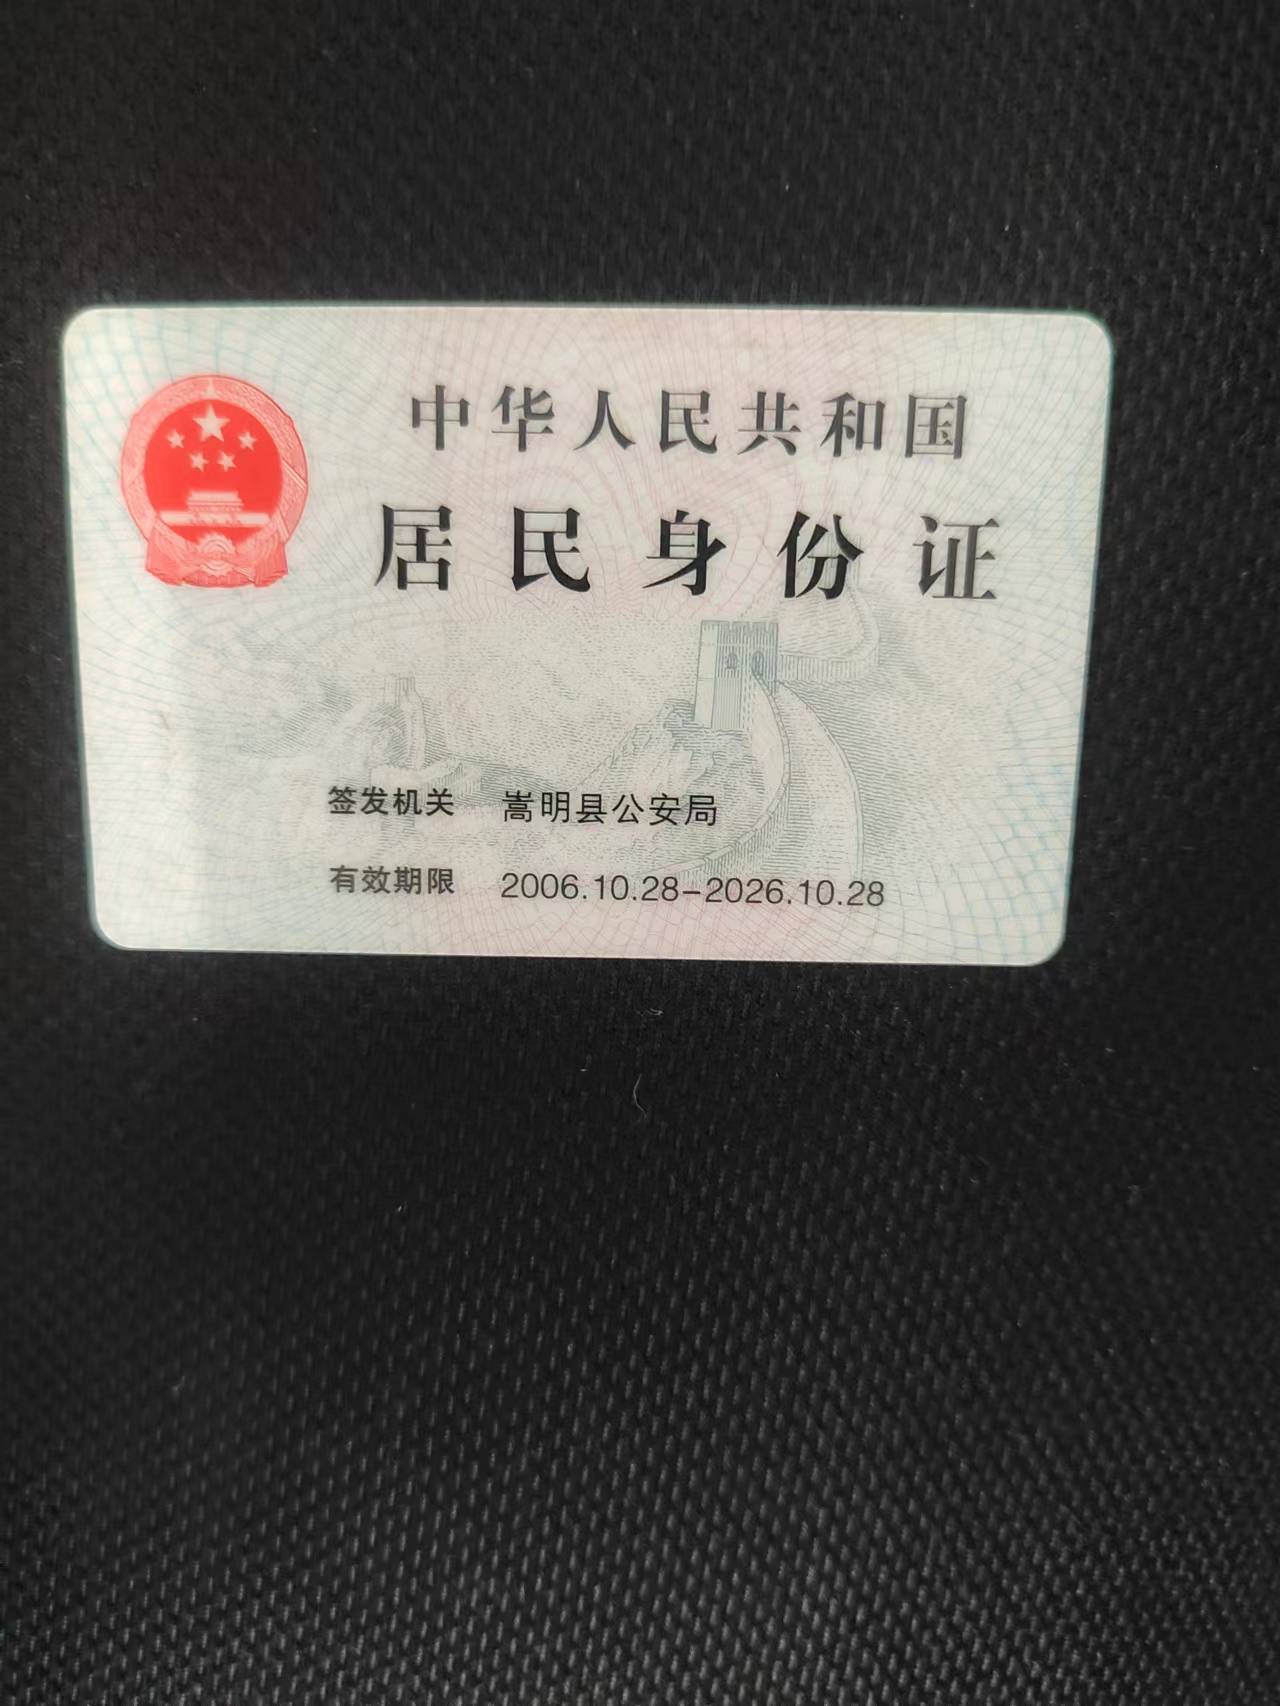 中华人民共和国
居民身份证
签发机关 嵩明县公安局
有效期限 2006.10.28-2026.10.28